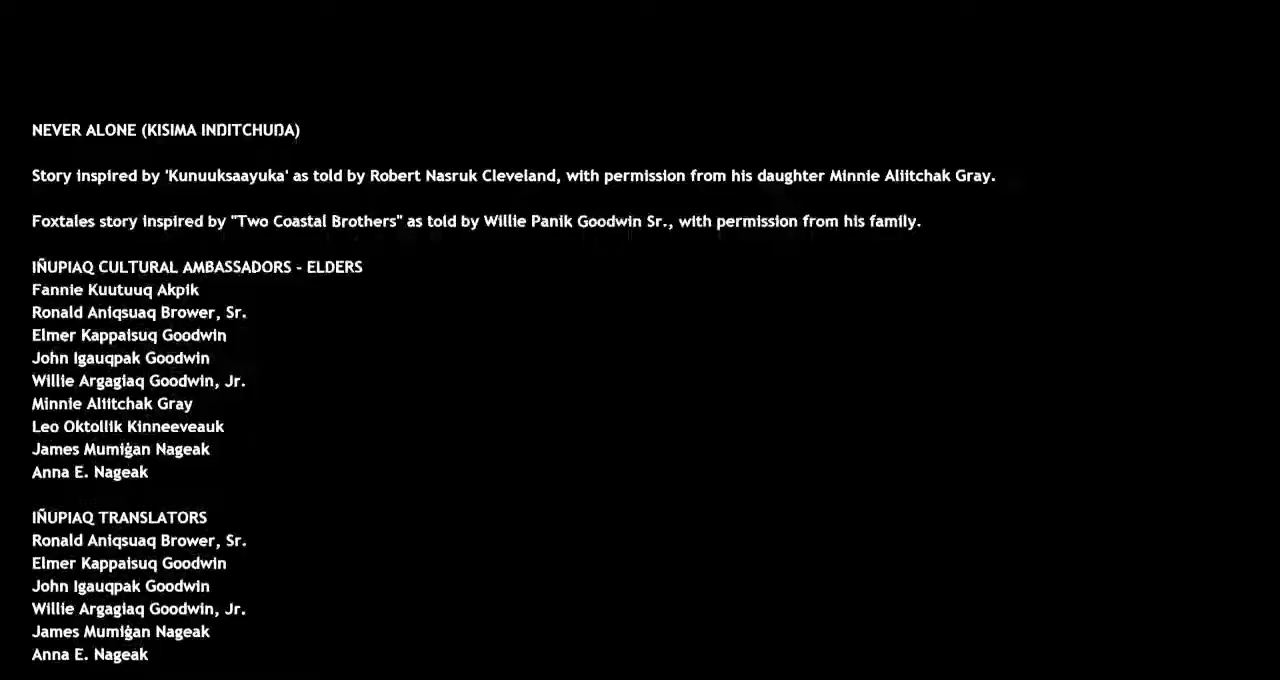 NEVER ALONE (KISIMA INŊITCHUŊA)
Story inspired by 'Kunuuksaayuka' as told by Robert Nasruk Cleveland, with permission from his daughter Minnie Aliitchak Gray.
Foxtales story inspired by "Two Coastal Brothers" as told by Willie Panik Goodwin Sr., with permission from his family.
IÑUPIAQ CULTURAL AMBASSADORS - ELDERS
Fannie Kuutuuq Akpik
Ronald Aniqsuaq Brower, Sr.
Elmer Kappaisuq Goodwin
John Igauqpak Goodwin
Willie Argagiaq Goodwin, Jr.
Minnie Aliitchak Gray
Leo Oktollik Kinneeveauk
James Mumiġan Nageak
Anna E. Nageak
IÑUPIAQ TRANSLATORS
Ronald Aniqsuaq Brower, Sr.
Elmer Kappaisuq Goodwin
John Igauqpak Goodwin
Willie Argagiaq Goodwin, Jr.
James Mumiġan Nageak
Anna E. Nageak